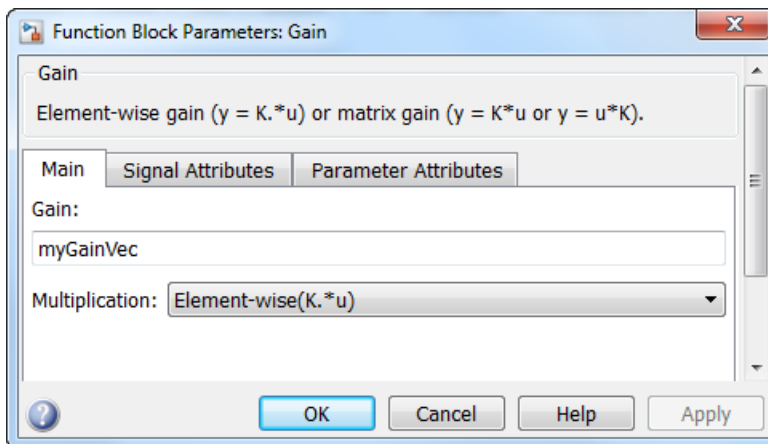 Function Block Parameters: Gain
Gain
Element-wise gain (y = K.*u) or matrix gain (y = K*u or y = u*K).
Main Signal Attributes Parameter Attributes
Gain:
myGainVec
Multiplication: Element-wise(K.*u)
OK Cancel Help Apply